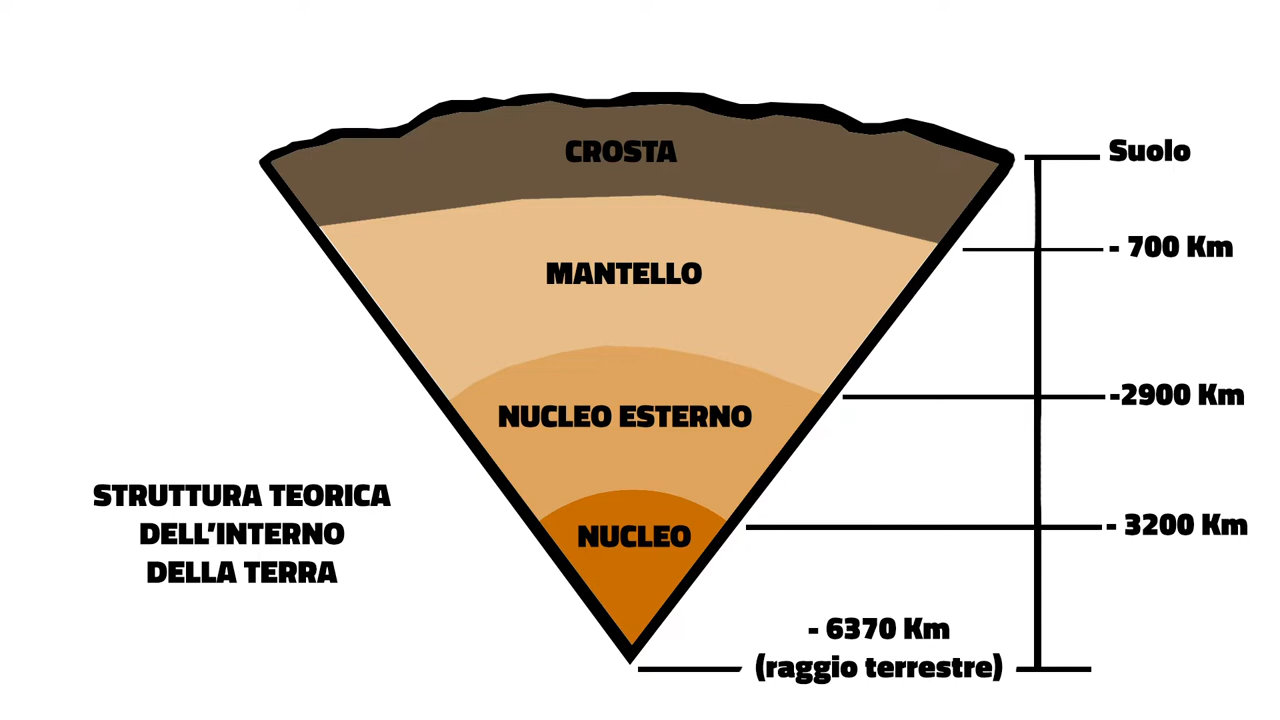 CROSTA
Suolo
- 700 Km
MANTELLO
-2900 Km
NUCLEO ESTERNO
STRUTTURA TEORICA
DELL'INTERNO
DELLA TERRA
- 3200 Km
NUCLEO
- 6370 Km
(raggio terrestre)